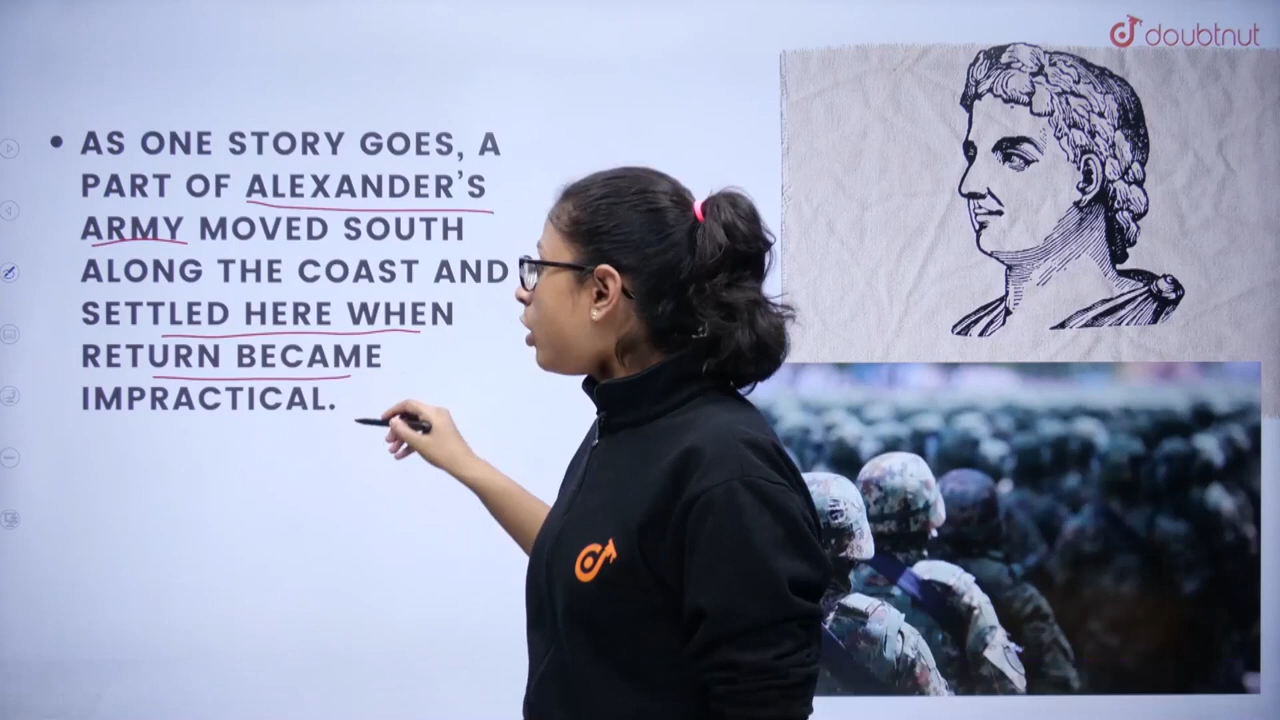 doubtnut
AS ONE STORY GOES, A
PART OF ALEXANDER'S
ARMY MOVED SOUTH
ALONG THE COAST AND
SETTLED HERE WHEN
RETURN BECAME
IMPRACTICAL.